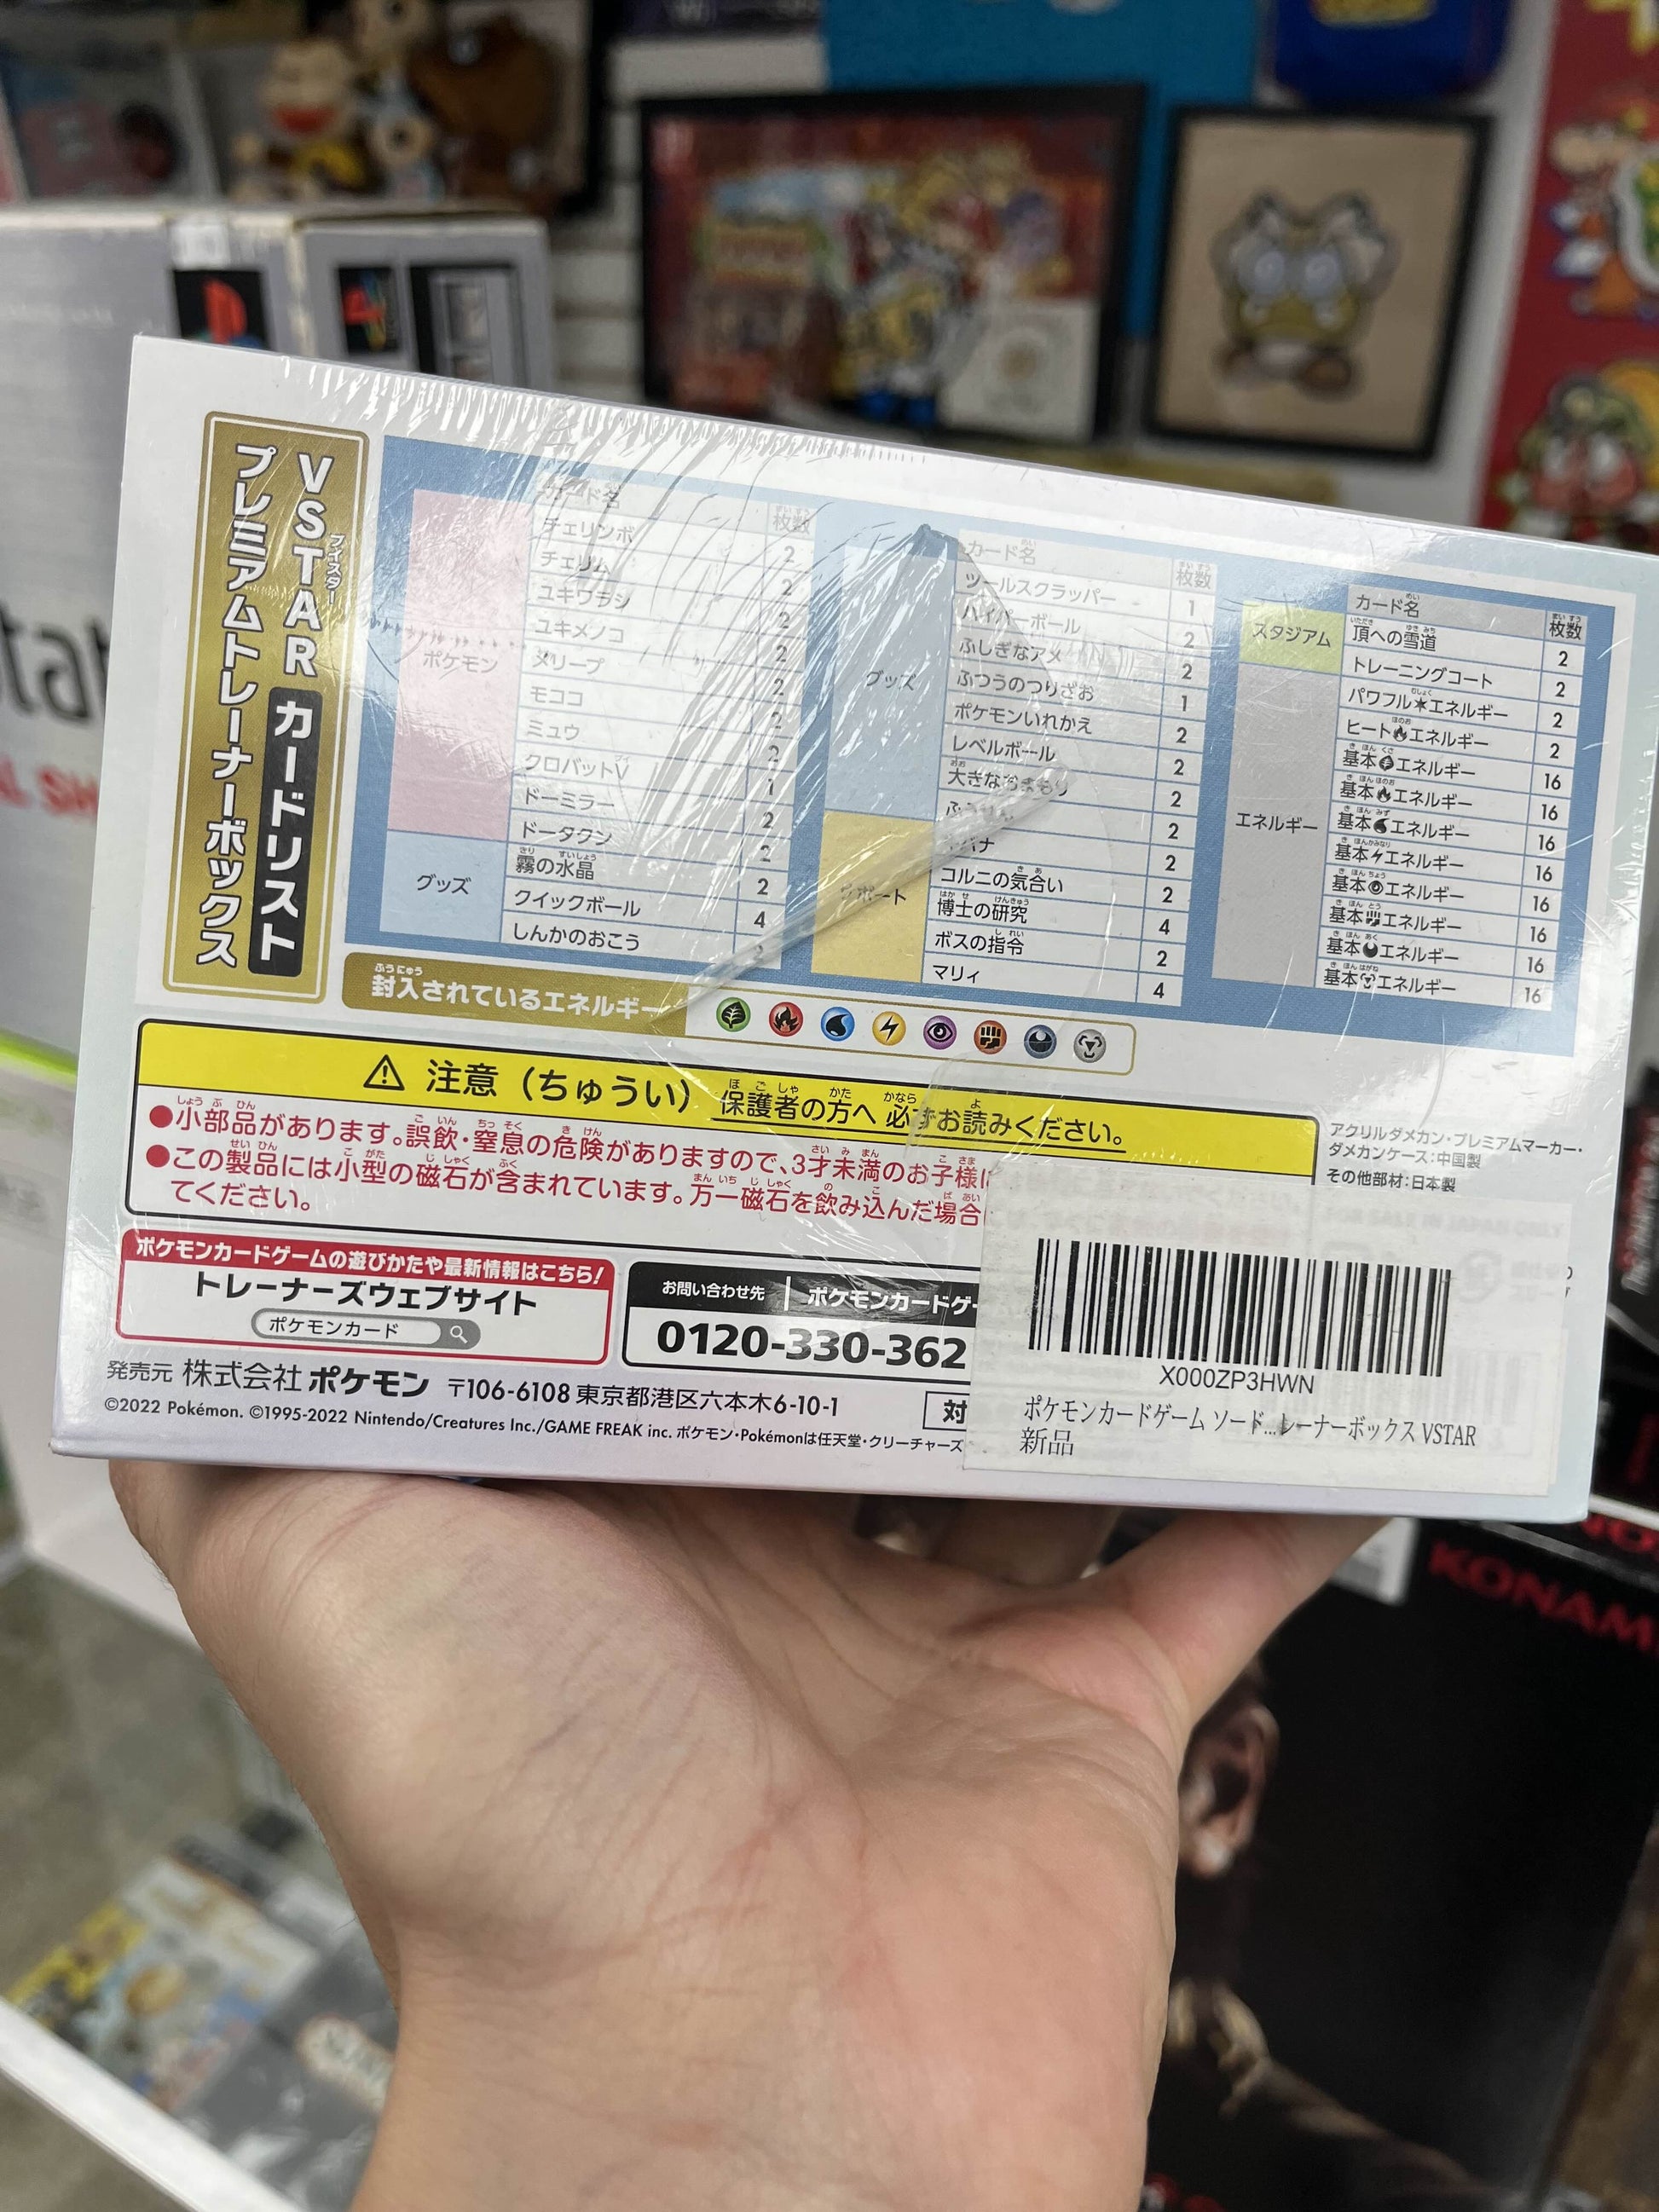 VSTAR
ブイスター
プレミアムトレーナーボックス
カードリスト
ポケモン
カード名 枚数
チェリンボ 2
チェリム 2
ユキワラシ 2
ユキメノコ 2
メリープ 2
モココ 2
ミュウ 2
クロバットV 1
ドーミラー 2
ドータクン 2
グッズ
霧の水晶 2
クイックボール 4
しんかのおこう
グッズ
カード名 枚数
ツールスクラッパー 1
ハイパーボール 2
ふしぎなアメ 2
ふつうのつりざお 1
ポケモンいれかえ 2
レベルボール 2
大きなおまもり 2
2
サポート
2
コルニの気合い 2
博士の研究 4
ボスの指令 2
マリィ 4
カード名 枚数
スタジアム
頂への雪道 2
トレーニングコート 2
エネルギー
パワフル エネルギー 2
ヒート エネルギー 2
基本 エネルギー 16
基本 エネルギー 16
基本 エネルギー 16
基本 エネルギー 16
基本 エネルギー 16
基本 エネルギー 16
基本 エネルギー 16
基本 エネルギー 16
封入されているエネルギー
注意(ちゅうい) 保護者の方へ 必ずお読みください。
●小部品があります。誤飲・窒息の危険がありますので、3才未満のお子様に
●この製品には小型の磁石が含まれています。万一磁石を飲み込んだ場合
てください。
アクリルダメカン・プレミアムマーカー・
ダメカンケース:中国製
その他部材:日本製
ポケモンカードゲームの遊びかたや最新情報はこちら!
トレーナーズウェブサイト
ポケモンカード
お問い合わせ先 ポケモンカードゲー
0120-330-362
発売元 株式会社ポケモン 〒106-6108 東京都港区六本木6-10-1
対
©2022 Pokémon. ©1995-2022 Nintendo/Creatures Inc./GAME FREAK inc. ポケモン・Pokémonは任天堂・クリーチャーズ
X000ZP3HWN
ポケモンカードゲーム ソード...レーナーボックス VSTAR
新品
KONAM